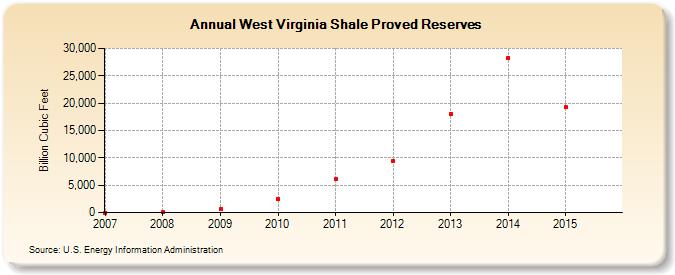 Annual West Virginia Shale Proved Reserves
Billion Cubic Feet
30,000
25,000
20,000
15,000
10,000
5,000
0
2007 2008 2009 2010 2011 2012 2013 2014 2015
Source: U.S. Energy Information Administration